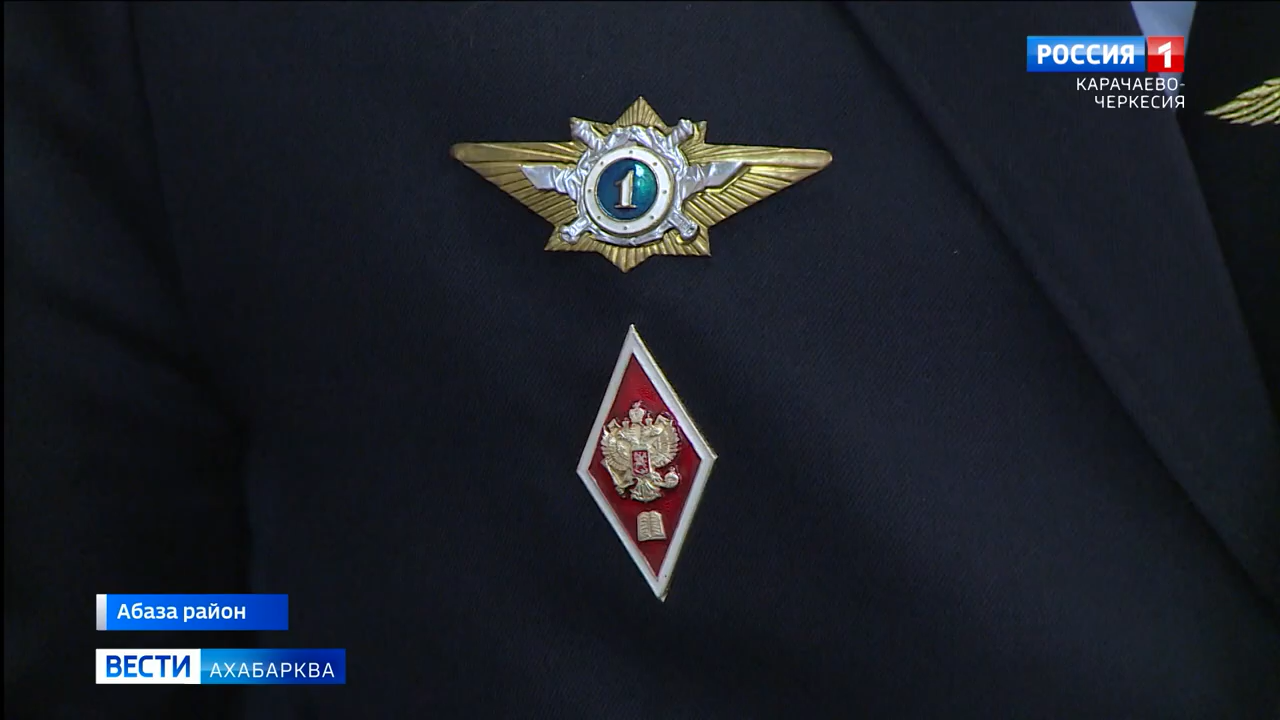 РОССИЯ 1
КАРАЧАЕВО-
ЧЕРКЕСИЯ
1
Абаза район
ВЕСТИ АХАБАРКВА